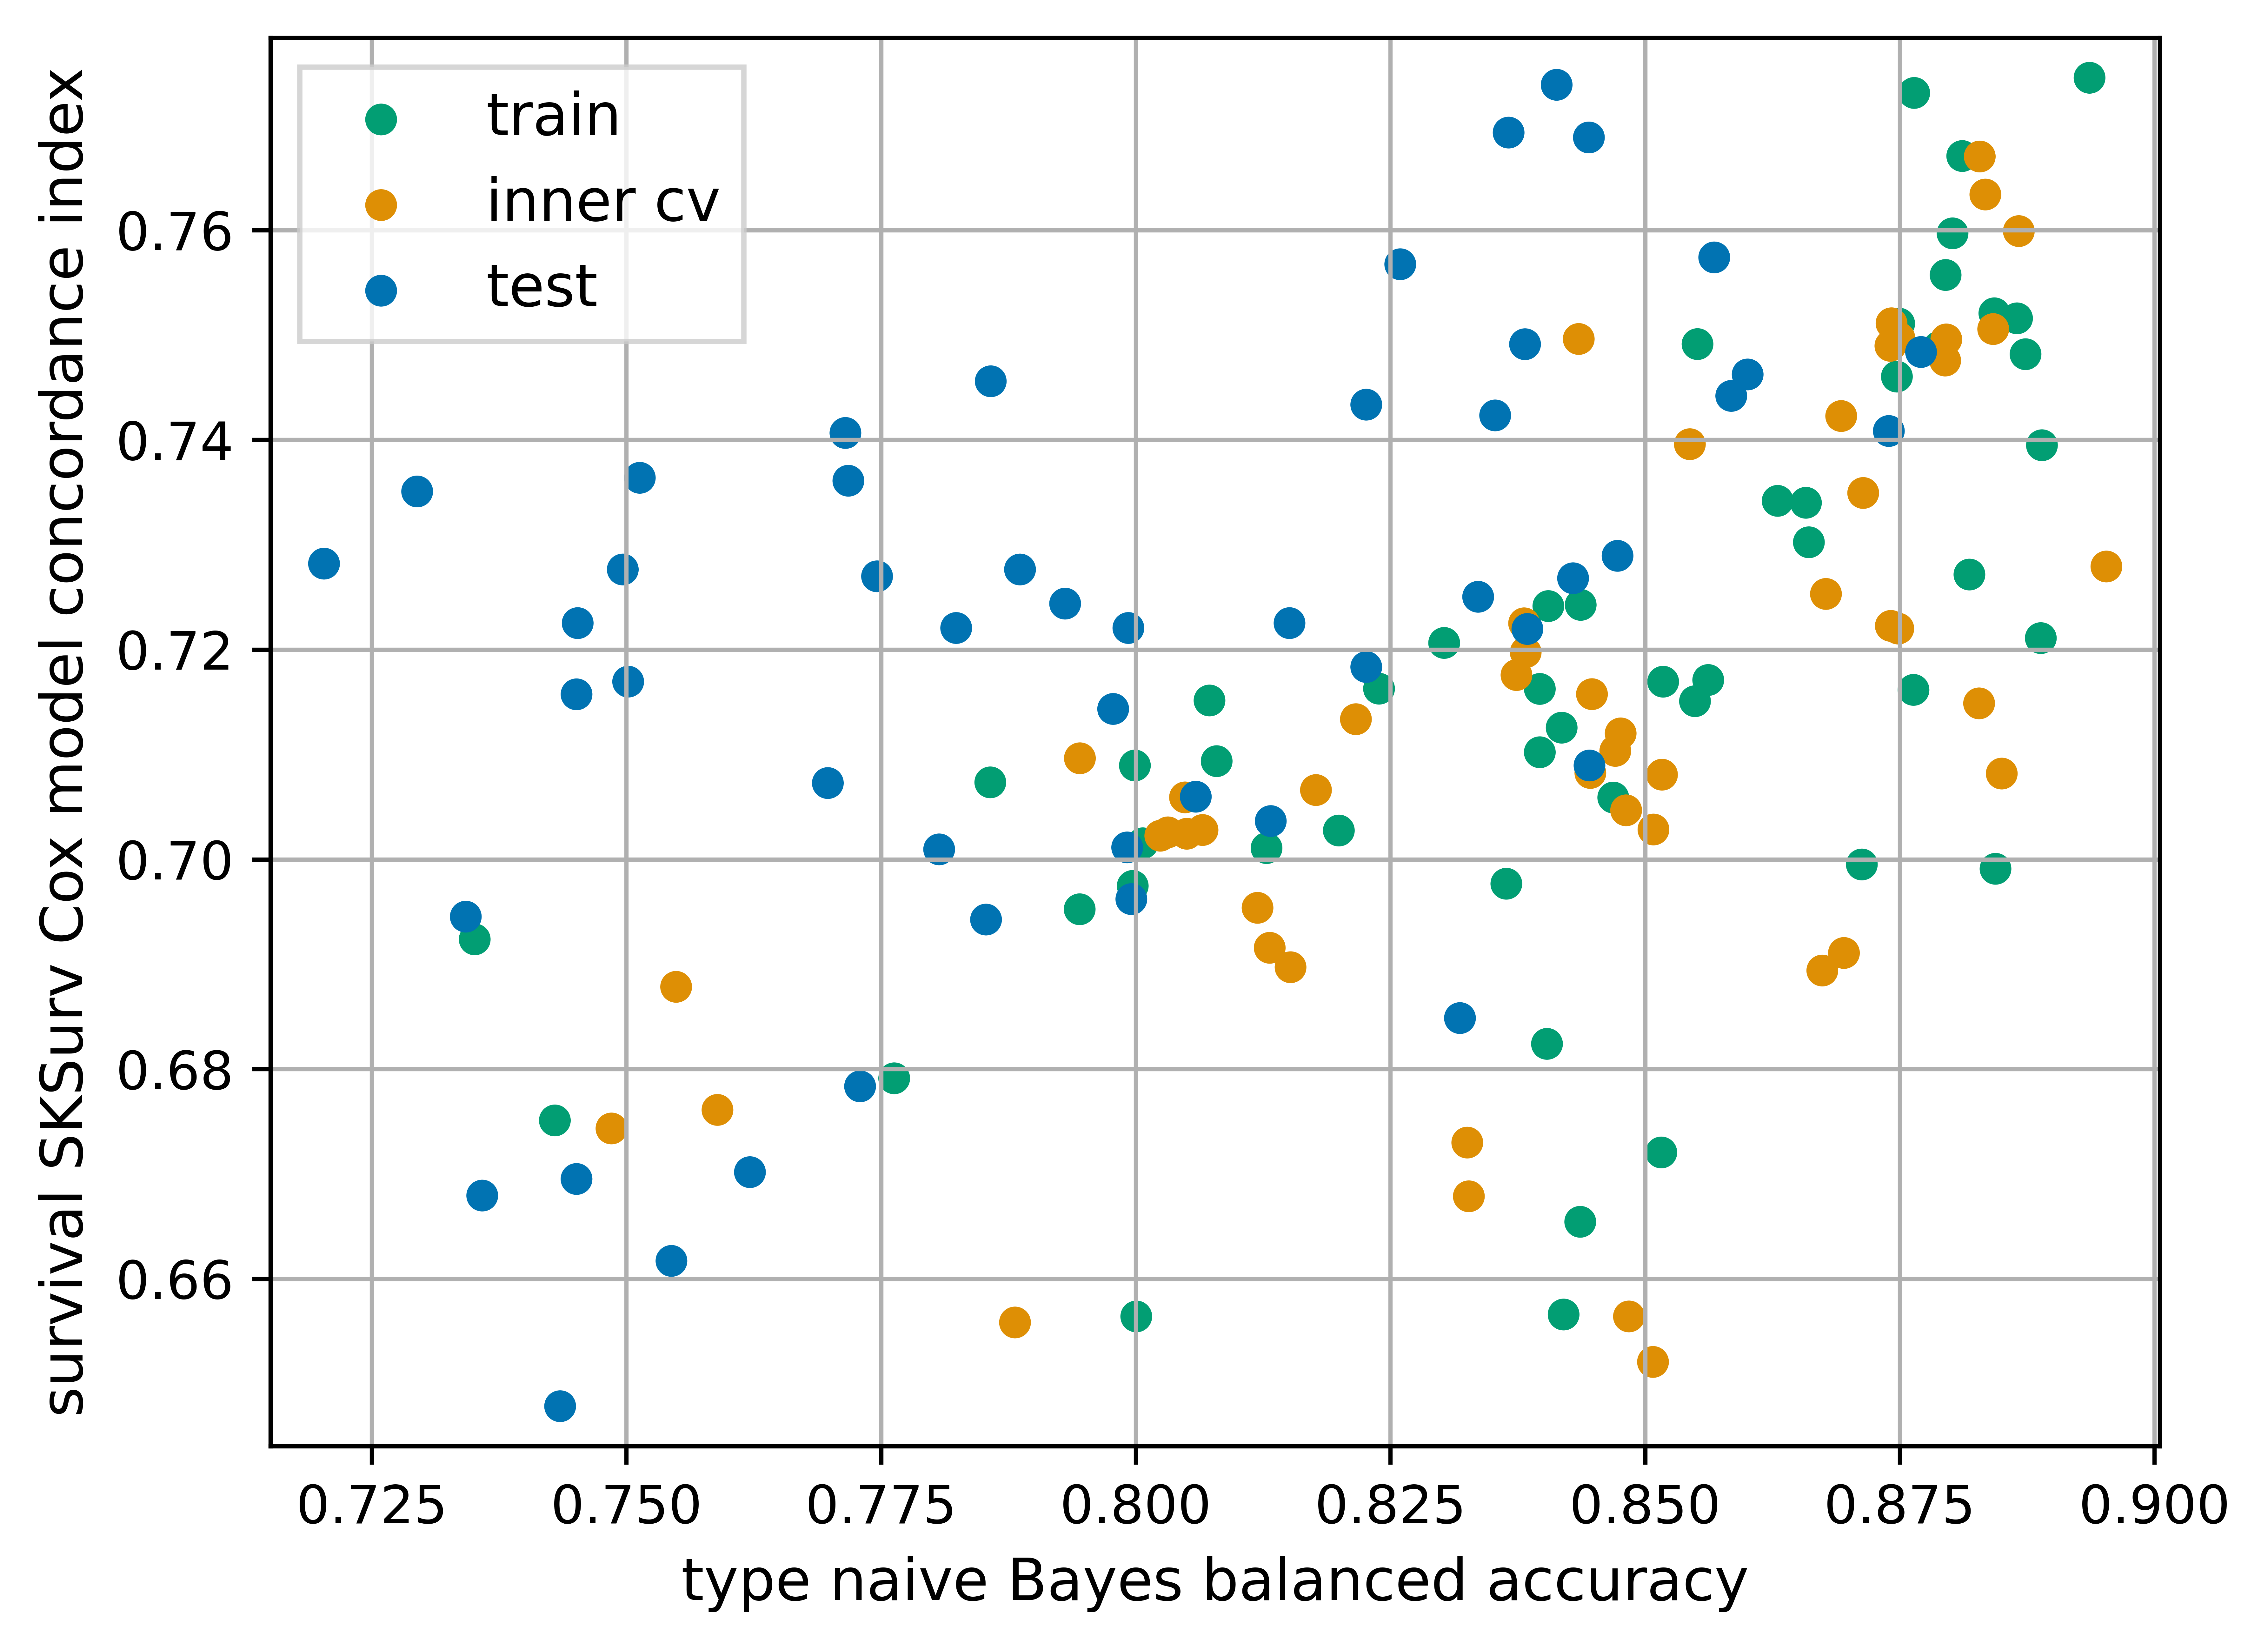 train
inner cv
test
survival SKSurv Cox model concordance index
0.76
0.74
0.72
0.70
0.68
0.66
0.725 0.750 0.775 0.800 0.825 0.850 0.875 0.900
type naive Bayes balanced accuracy